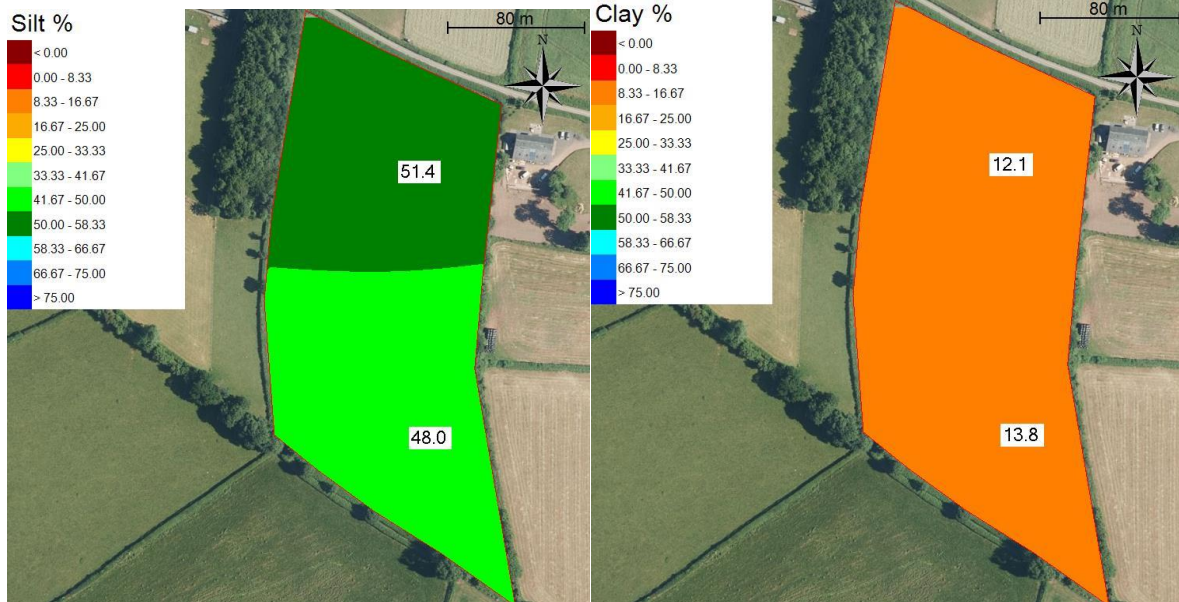 Silt %
< 0.00
0.00 - 8.33
8.33 - 16.67
16.67 - 25.00
25.00 - 33.33
33.33 - 41.67
41.67 - 50.00
50.00 - 58.33
58.33 - 66.67
66.67 - 75.00
> 75.00
80 m
N
51.4
48.0
Clay %
< 0.00
0.00 - 8.33
8.33 - 16.67
16.67 - 25.00
25.00 - 33.33
33.33 - 41.67
41.67 - 50.00
50.00 - 58.33
58.33 - 66.67
66.67 - 75.00
> 75.00
80 m
N
12.1
13.8